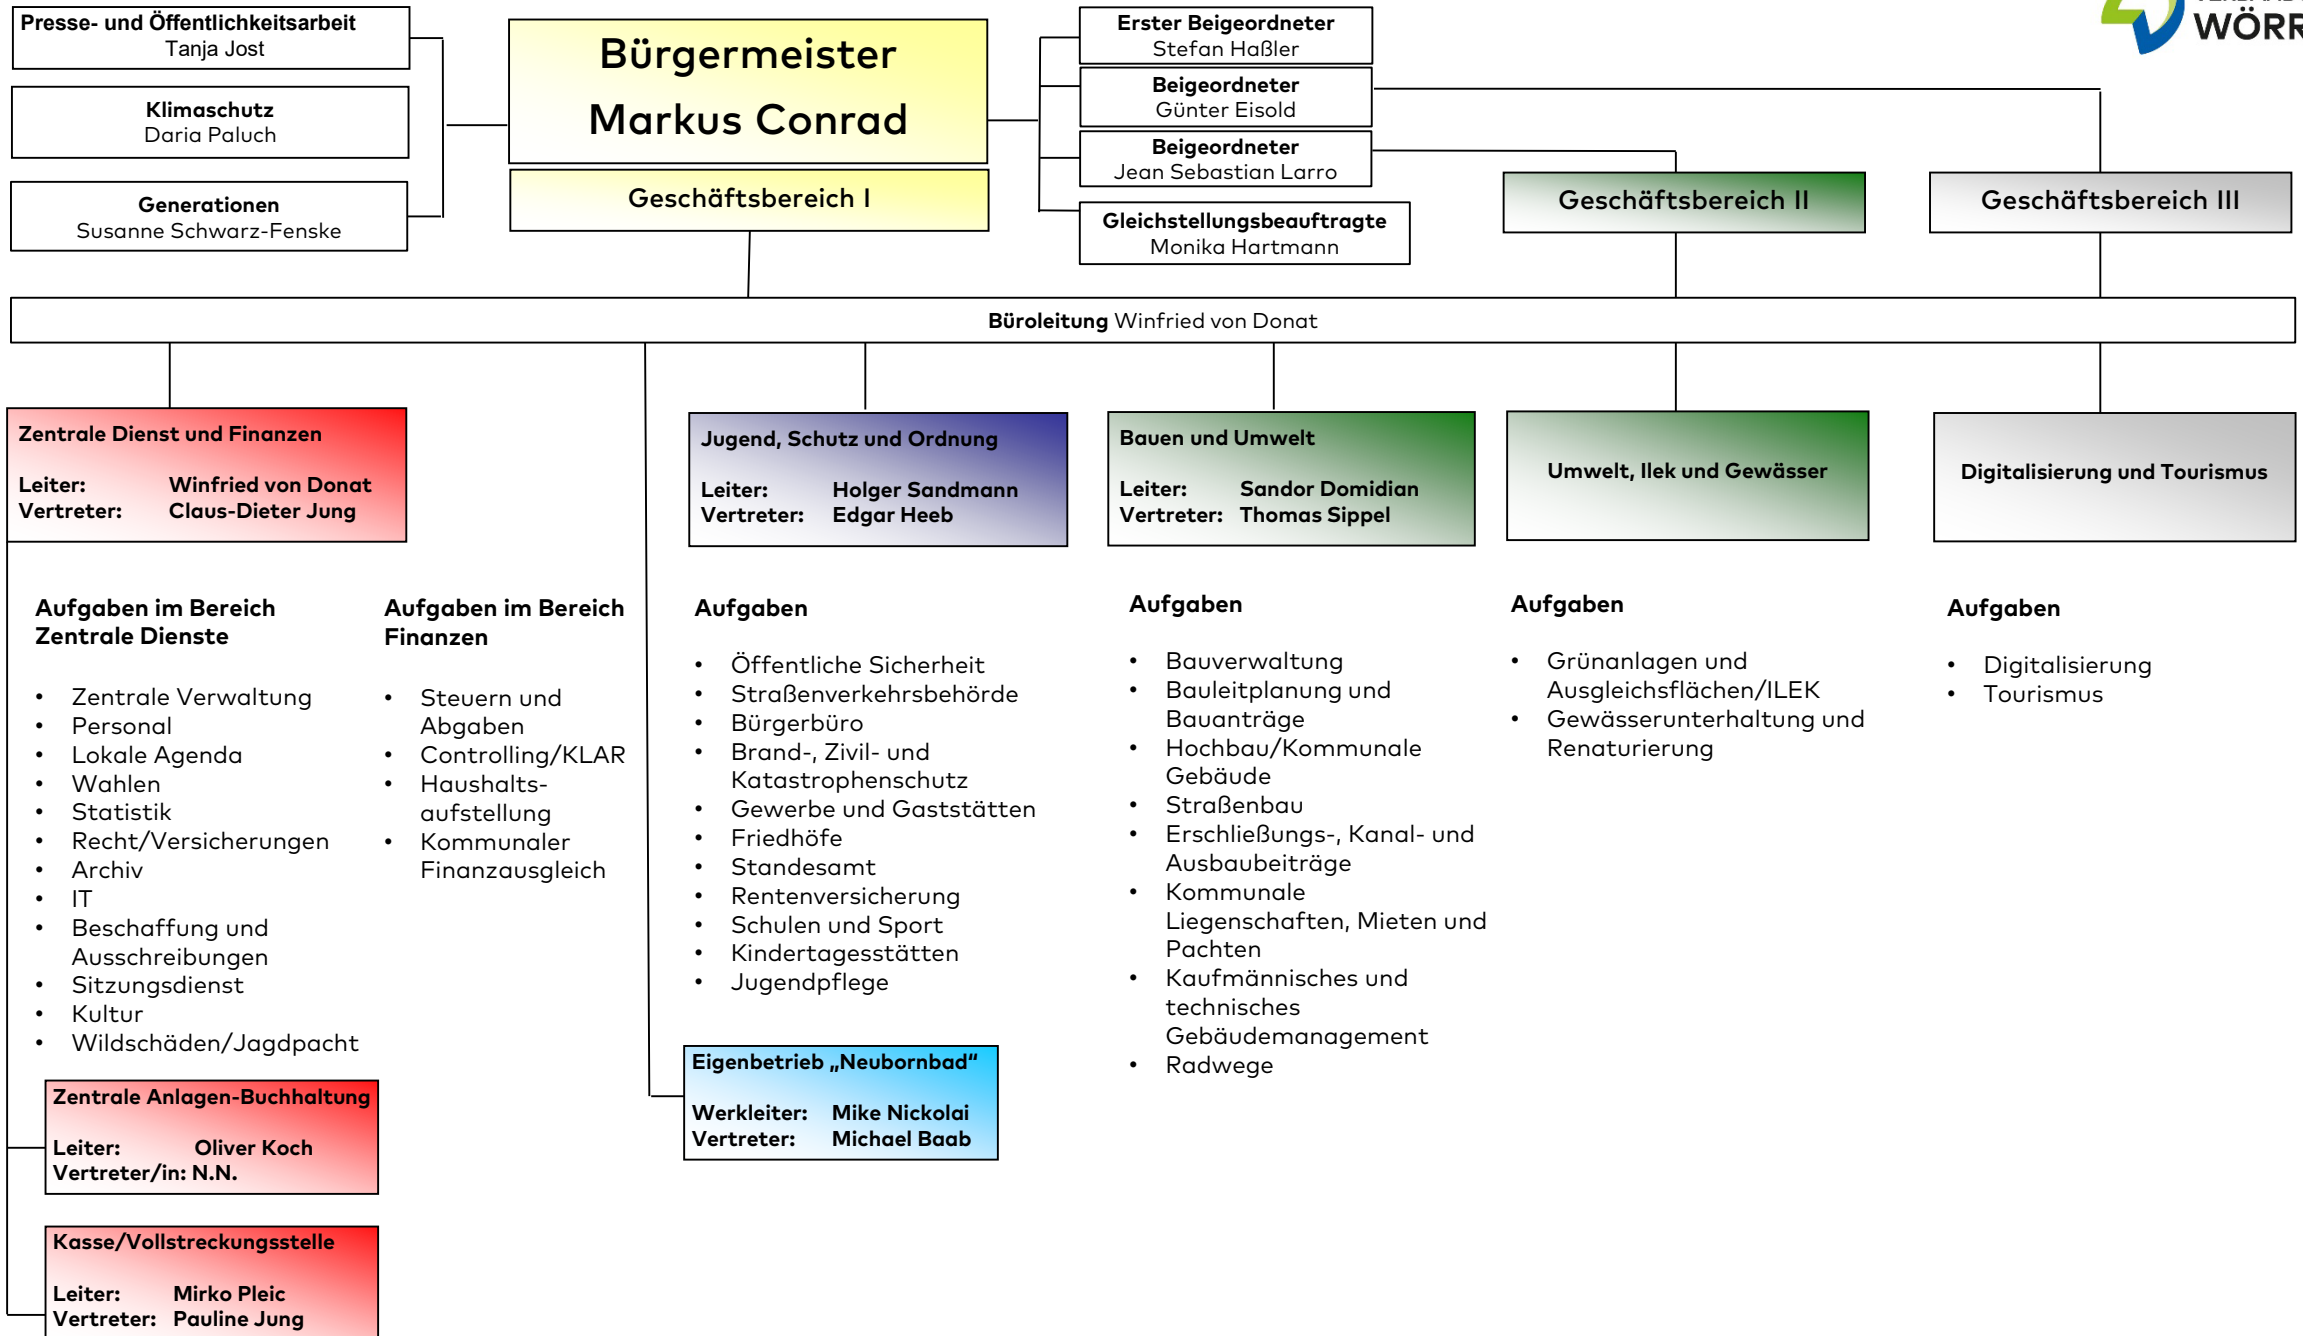 Presse- und Öffentlichkeitsarbeit
Tanja Jost
Klimaschutz
Daria Paluch
Generationen
Susanne Schwarz-Fenske
Bürgermeister
Markus Conrad
Geschäftsbereich I
Erster Beigeordneter
Stefan Haßler
Beigeordneter
Günter Eisold
Beigeordneter
Jean Sebastian Larro
Gleichstellungsbeauftragte
Monika Hartmann
Geschäftsbereich II
Geschäftsbereich III
WÖRR
Büroleitung Winfried von Donat
Zentrale Dienst und Finanzen
Leiter: Winfried von Donat
Vertreter: Claus-Dieter Jung
Jugend, Schutz und Ordnung
Leiter: Holger Sandmann
Vertreter: Edgar Heeb
Bauen und Umwelt
Leiter: Sandor Domidian
Vertreter: Thomas Sippel
Umwelt, Ilek und Gewässer
Digitalisierung und Tourismus
Aufgaben im Bereich
Zentrale Dienste
• Zentrale Verwaltung
• Personal
• Lokale Agenda
• Wahlen
• Statistik
• Recht/Versicherungen
• Archiv
• IT
• Beschaffung und
Ausschreibungen
• Sitzungsdienst
• Kultur
• Wildschäden/Jagdpacht
Aufgaben im Bereich
Finanzen
• Steuern und
Abgaben
• Controlling/KLAR
• Haushalts-
aufstellung
• Kommunaler
Finanzausgleich
Aufgaben
• Öffentliche Sicherheit
• Straßenverkehrsbehörde
• Bürgerbüro
• Brand-, Zivil- und
Katastrophenschutz
• Gewerbe und Gaststätten
• Friedhöfe
• Standesamt
• Rentenversicherung
• Schulen und Sport
• Kindertagesstätten
• Jugendpflege
Aufgaben
• Bauverwaltung
• Bauleitplanung und
Bauanträge
• Hochbau/Kommunale
Gebäude
• Straßenbau
• Erschließungs-, Kanal- und
Ausbaubeiträge
• Kommunale
Liegenschaften, Mieten und
Pachten
• Kaufmännisches und
technisches
Gebäudemanagement
• Radwege
Aufgaben
• Grünanlagen und
Ausgleichsflächen/ILEK
• Gewässerunterhaltung und
Renaturierung
Aufgaben
• Digitalisierung
• Tourismus
Zentrale Anlagen-Buchhaltung
Leiter: Oliver Koch
Vertreter/in: N.N.
Kasse/Vollstreckungsstelle
Leiter: Mirko Pleic
Vertreter: Pauline Jung
Eigenbetrieb „Neubornbad“
Werkleiter: Mike Nickolai
Vertreter: Michael Baab